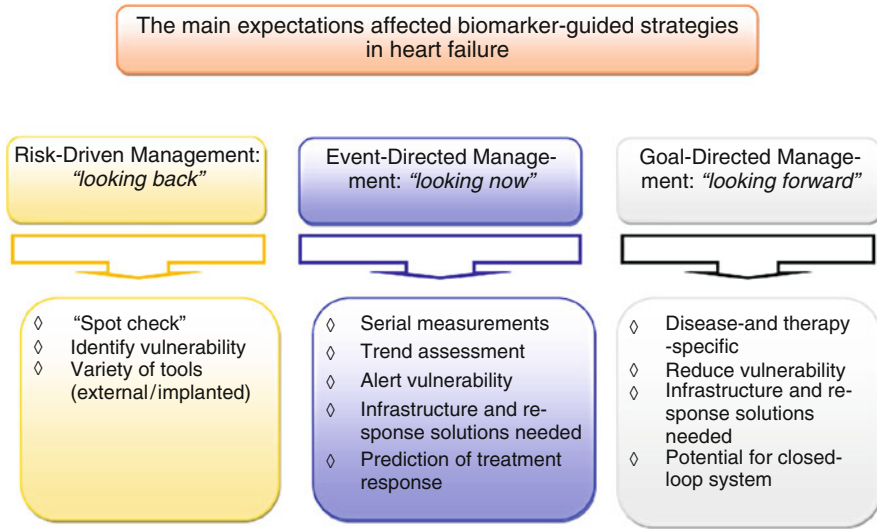 The main expectations affected biomarker-guided strategies
in heart failure
Risk-Driven Management:
"looking back"
Event-Directed Manage-
ment: "looking now"
Goal-Directed Manage-
ment: "looking forward"
◊ “Spot check”
◊ Identify vulnerability
◊ Variety of tools
(external/implanted)
◊ Serial measurements
◊ Trend assessment
◊ Alert vulnerability
◊ Infrastructure and re-
sponse solutions needed
◊ Prediction of treatment
response
◊ Disease-and therapy
-specific
◊ Reduce vulnerability
◊ Infrastructure and re-
sponse solutions
needed
◊ Potential for closed-
loop system